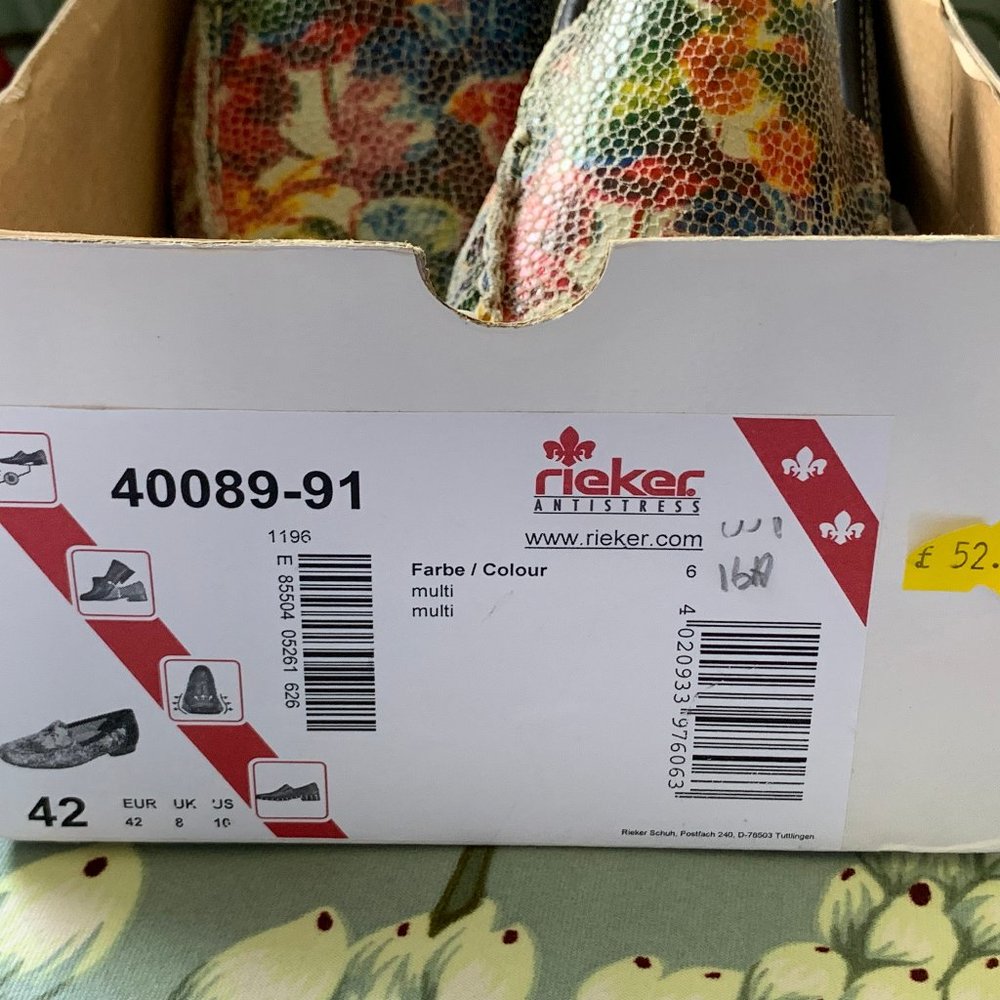 40089-91
1196
E 85504 05261 626
rieker.
ANTISTRESS
www.rieker.com
Farbe / Colour
multi
multi
6
4 020933 976063
£ 52.
42
EUR UK US
42 8 10
Rieker Schuh, Postfach 240, D-78503 Tuttlingen